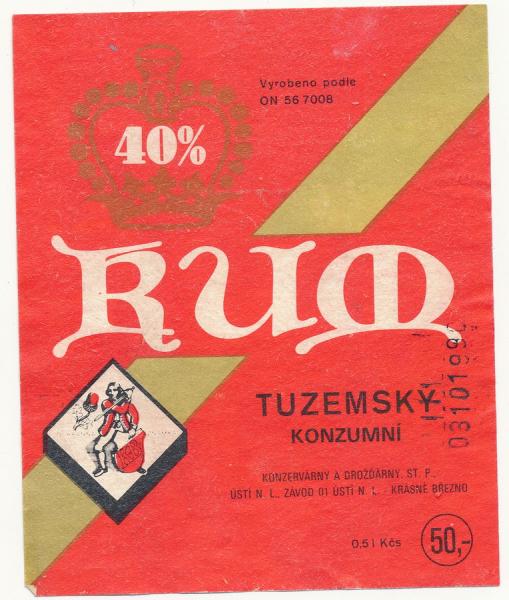 Vyrobeno podle
ON 56 7008
40%
RUM
TUZEMSKÝ
KONZUMNÍ
KONZERVÁRNY A DROŽĎÁRNY, ST. P.,
ÚSTÍ N. L., ZÁVOD 01 ÚSTÍ N. L. - KRÁSNÉ BŘEZNO
0,5 l Kčs
50,-